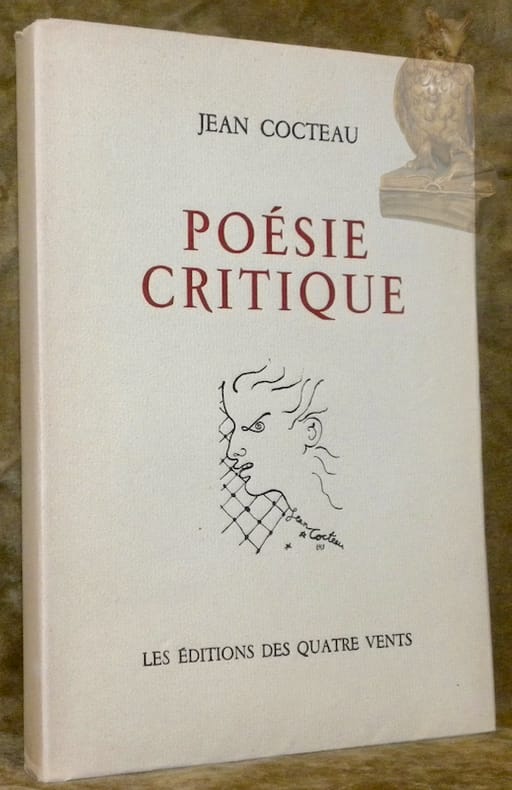 JEAN COCTEAU
POÉSIE
CRITIQUE
Jean
Cocteau
LES ÉDITIONS DES QUATRE VENTS